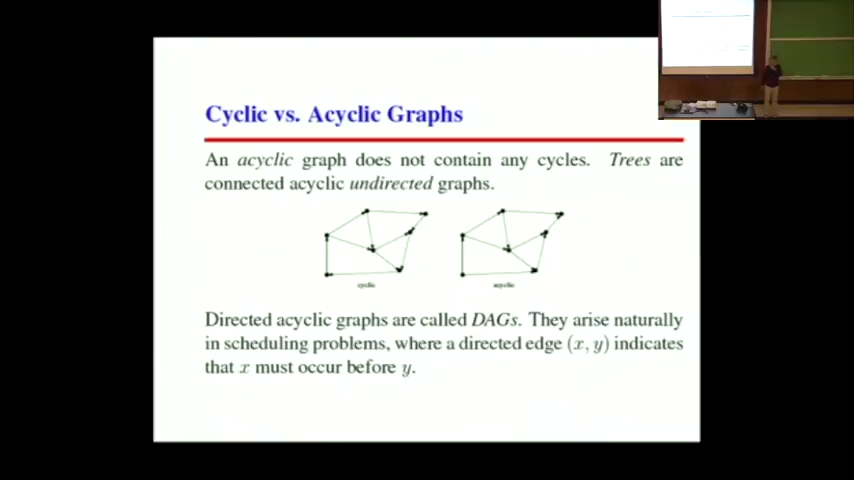 Cyclic vs. Acyclic Graphs
An acyclic graph does not contain any cycles. Trees are
connected acyclic undirected graphs.
cyclic
acyclic
Directed acyclic graphs are called DAGs. They arise naturally
in scheduling problems, where a directed edge (x, y) indicates
that x must occur before y.